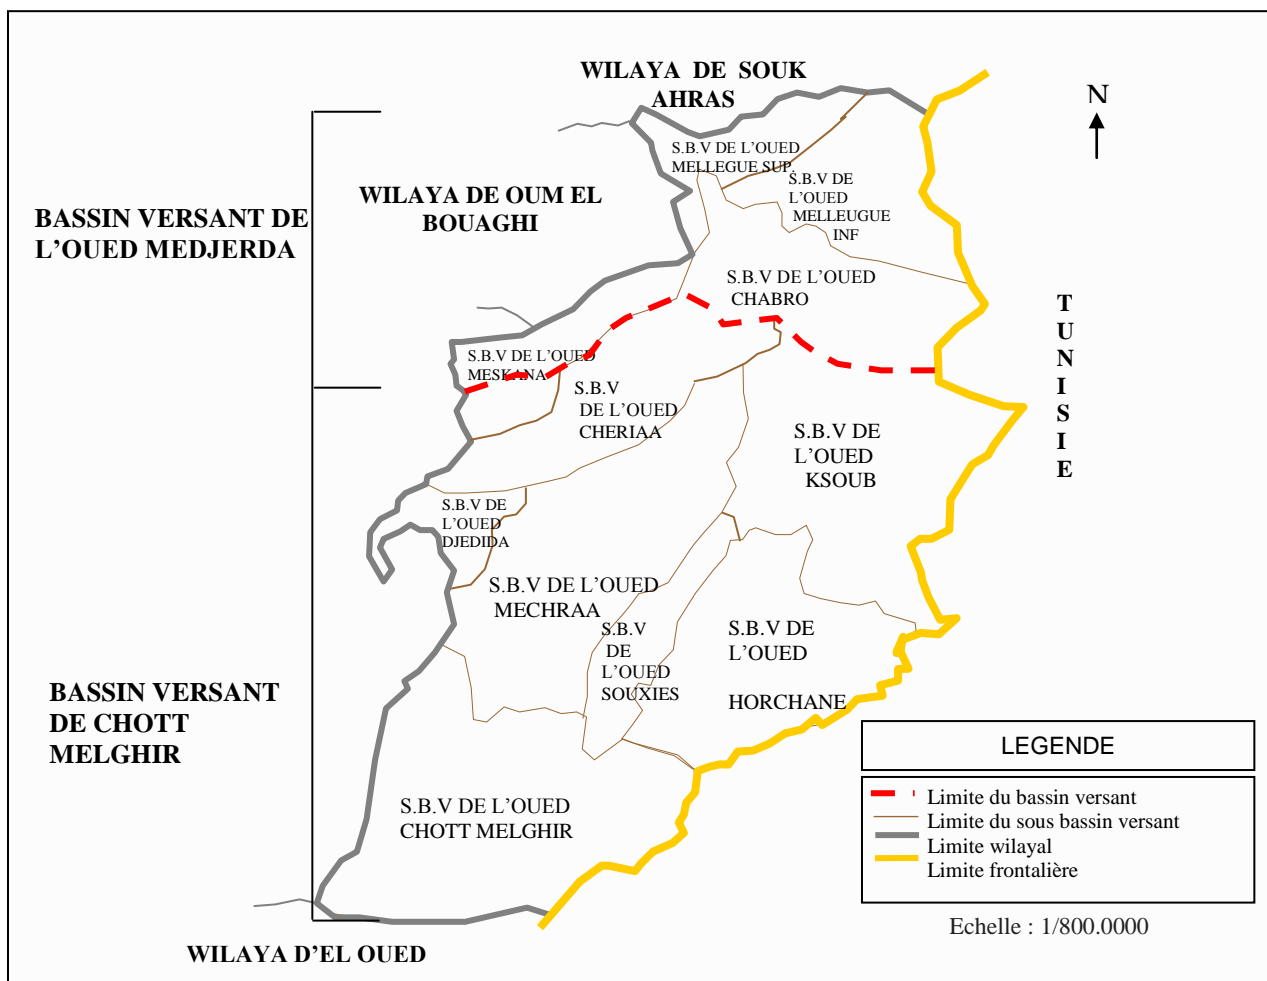 WILAYA DE SOUK
AHRAS
N
S.B.V DE L'OUED
MELLEGUE SUP.
S.B.V DE
L'OUED
MELLEUGUE
INF
WILAYA DE OUM EL
BOUAGHI
BASSIN VERSANT DE
L'OUED MEDJERDA
S.B.V DE L'OUED
CHABRO
T
U
N
I
S
I
E
S.B.V DE L'OUED
MESKANA
S.B.V
DE L'OUED
CHERIAA
S.B.V DE
L'OUED
KSOUB
S.B.V DE
L'OUED
DJEDIDA
S.B.V DE L'OUED
MECHRAA
S.B.V
DE
L'OUED
SOUXIES
S.B.V DE
L'OUED
HORCHANE
BASSIN VERSANT
DE CHOTT
MELGHIR
S.B.V DE L'OUED
CHOTT MELGHIR
LEGENDE
Limite du bassin versant
Limite du sous bassin versant
Limite wilayal
Limite frontalière
Echelle : 1/800.0000
WILAYA D'EL OUED